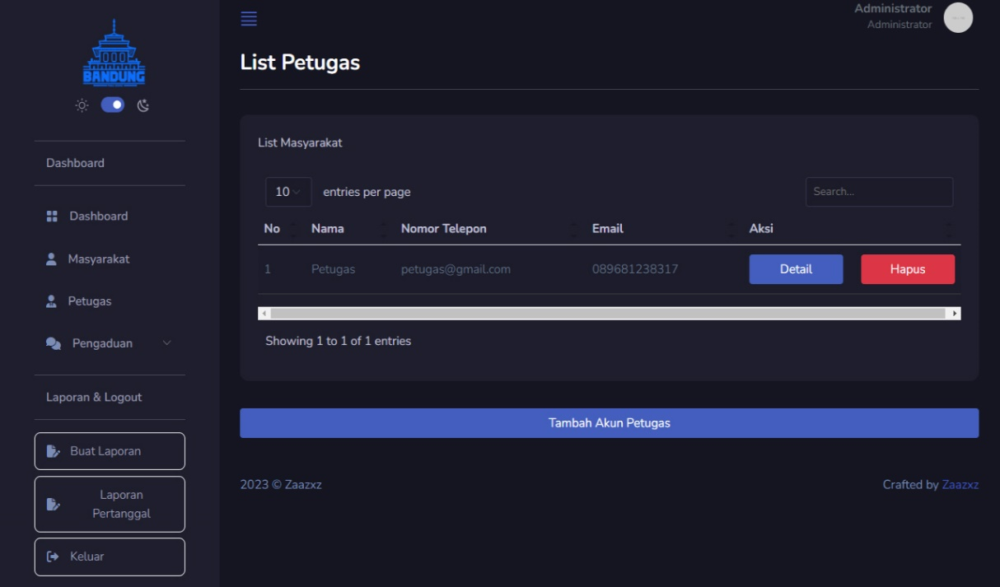 BANDUNG
Dashboard
Dashboard
Masyarakat
Petugas
Pengaduan
Laporan & Logout
Buat Laporan
Laporan
Pertanggal
Keluar
Administrator
Administrator
List Petugas
List Masyarakat
10 entries per page
Search...
No Nama Nomor Telepon Email Aksi
1 Petugas petugas@gmail.com 089681238317 Detail Hapus
Showing 1 to 1 of 1 entries
Tambah Akun Petugas
2023 © Zaazxz
Crafted by Zaazxz